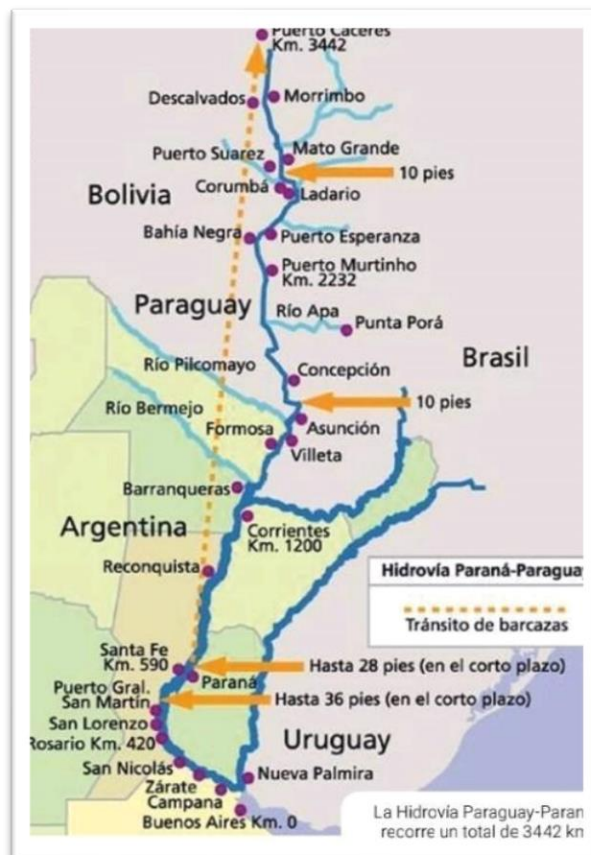 Puerto Cáceres
Km. 3442
Descalvados
Morrimbo
Mato Grande
Puerto Suarez
10 pies
Corumbá
Ladario
Bolivia
Bahía Negra
Puerto Esperanza
Puerto Murtinho
Km. 2232
Paraguay
Río Apa
Punta Porá
Río Pilcomayo
Concepción
Brasil
Río Bermejo
10 pies
Formosa
Asunción
Villeta
Barranqueras
Argentina
Corrientes
Km. 1200
Reconquista
Hidrovía Paraná-Paraguay
Tránsito de barcazas
Santa Fe
Km. 590
Hasta 28 pies (en el corto plazo)
Paraná
Puerto Gral.
San Martín
Hasta 36 pies (en el corto plazo)
San Lorenzo
Rosario Km. 420
Uruguay
San Nicolás
Nueva Palmira
Zárate
Campana
Buenos Aires Km. 0
La Hidrovía Paraguay-Paran
recorre un total de 3442 km